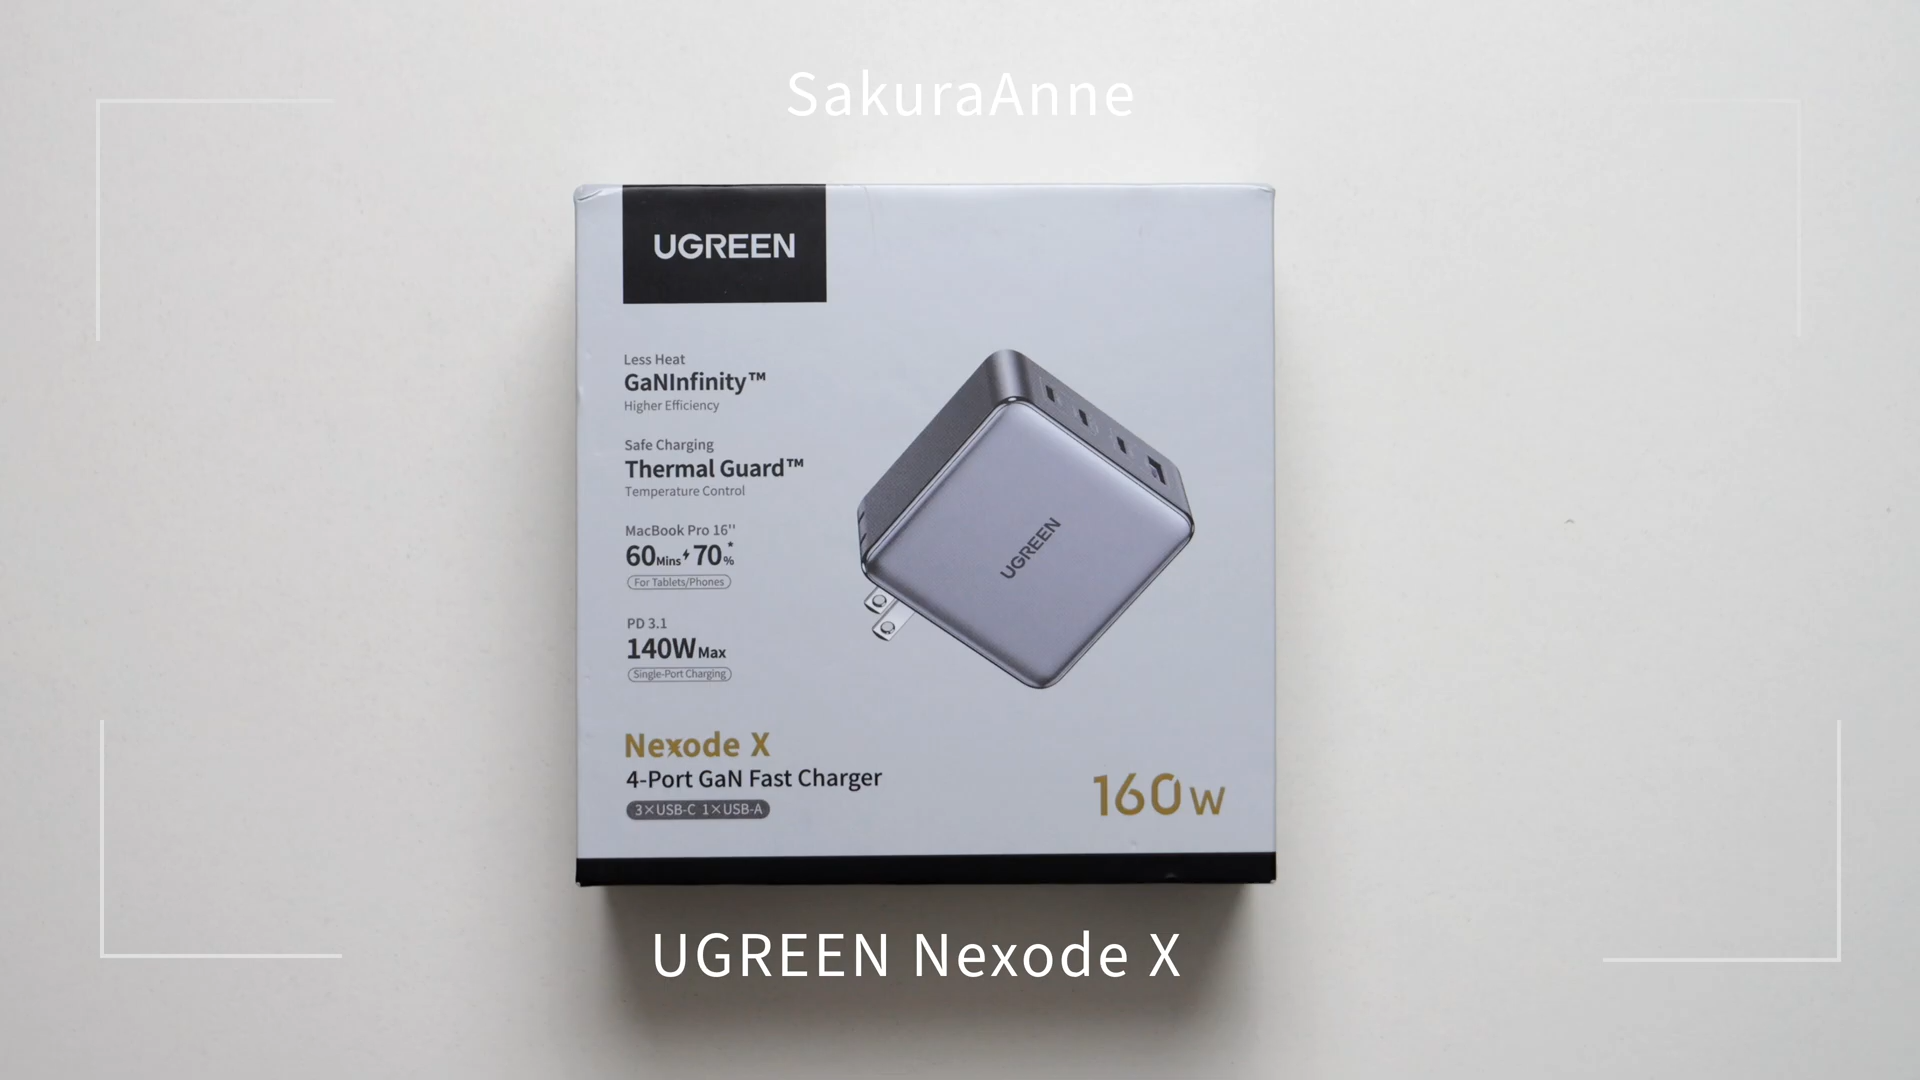 SakuraAnne
UGREEN
Less Heat
GaNInfinity™
Higher Efficiency
Safe Charging
Thermal Guard™
Temperature Control
MacBook Pro 16''
60Mins⚡70%*
For Tablets/Phones
PD 3.1
140W Max
Single-Port Charging
UGREEN
Nexode X
4-Port GaN Fast Charger
3×USB-C 1×USB-A
160W
UGREEN Nexode X